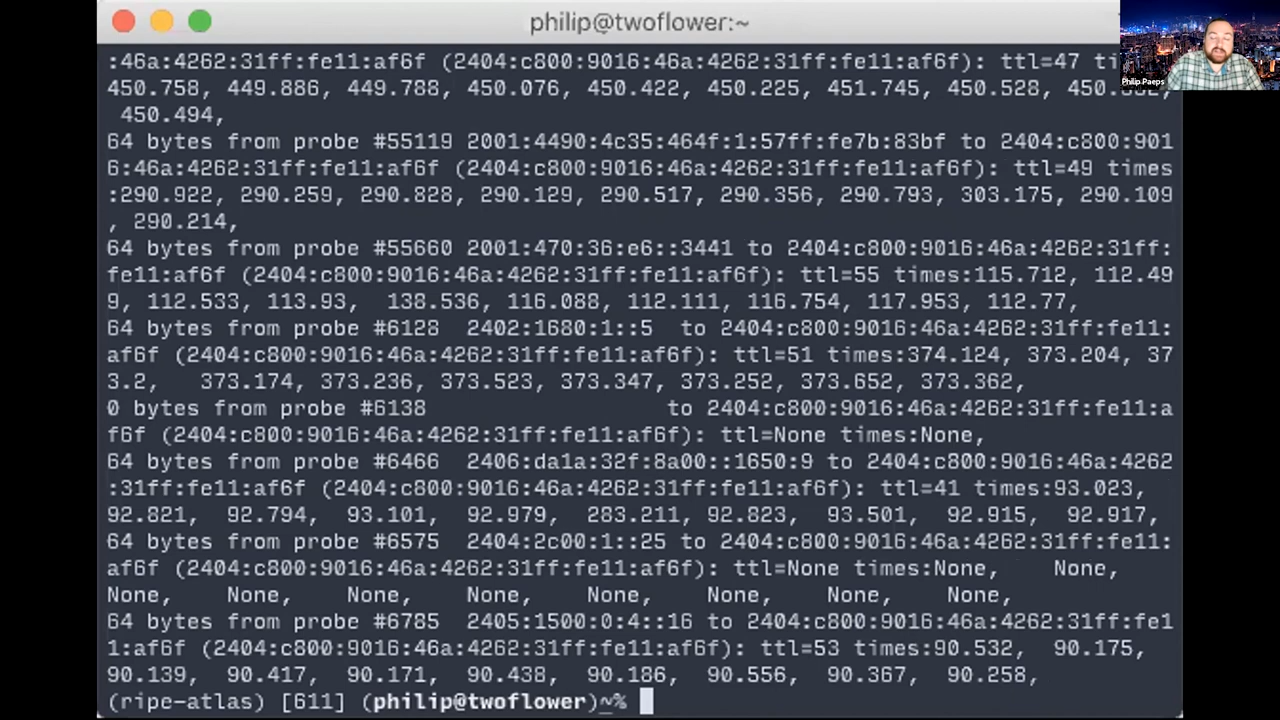 philip@twoflower:~
Philip Paeps
:46a:4262:31ff:fe11:af6f (2404:c800:9016:46a:4262:31ff:fe11:af6f): ttl=47 ti
450.758, 449.886, 449.788, 450.076, 450.422, 450.225, 451.745, 450.528,
450.494,
64 bytes from probe #55119 2001:4490:4c35:464f:1:57ff:fe7b:83bf to 2404:c800:901
6:46a:4262:31ff:fe11:af6f (2404:c800:9016:46a:4262:31ff:fe11:af6f): ttl=49 times
:290.922, 290.259, 290.828, 290.129, 290.517, 290.356, 290.793, 303.175, 290.109
, 290.214,
64 bytes from probe #55660 2001:470:36:e6::3441 to 2404:c800:9016:46a:4262:31ff:
fe11:af6f (2404:c800:9016:46a:4262:31ff:fe11:af6f): ttl=55 times:115.712, 112.49
9, 112.533, 113.93, 138.536, 116.088, 112.111, 116.754, 117.953, 112.77,
64 bytes from probe #6128 2402:1680:1::5 to 2404:c800:9016:46a:4262:31ff:fe11:
af6f (2404:c800:9016:46a:4262:31ff:fe11:af6f): ttl=51 times:374.124, 373.204, 37
3.2, 373.174, 373.236, 373.523, 373.347, 373.252, 373.652, 373.362,
0 bytes from probe #6138 to 2404:c800:9016:46a:4262:31ff:fe11:a
f6f (2404:c800:9016:46a:4262:31ff:fe11:af6f): ttl=None times:None,
64 bytes from probe #6466 2406:da1a:32f:8a00::1650:9 to 2404:c800:9016:46a:4262
:31ff:fe11:af6f (2404:c800:9016:46a:4262:31ff:fe11:af6f): ttl=41 times:93.023,
92.821, 92.794, 93.101, 92.979, 283.211, 92.823, 93.501, 92.915, 92.917,
64 bytes from probe #6575 2404:2c00:1::25 to 2404:c800:9016:46a:4262:31ff:fe11:
af6f (2404:c800:9016:46a:4262:31ff:fe11:af6f): ttl=None times:None, None,
None, None, None, None, None, None, None, None,
64 bytes from probe #6785 2405:1500:0:4::16 to 2404:c800:9016:46a:4262:31ff:fe1
1:af6f (2404:c800:9016:46a:4262:31ff:fe11:af6f): ttl=53 times:90.532, 90.175,
90.139, 90.417, 90.171, 90.438, 90.186, 90.556, 90.367, 90.258,
(ripe-atlas) [611] (philip@twoflower)~%